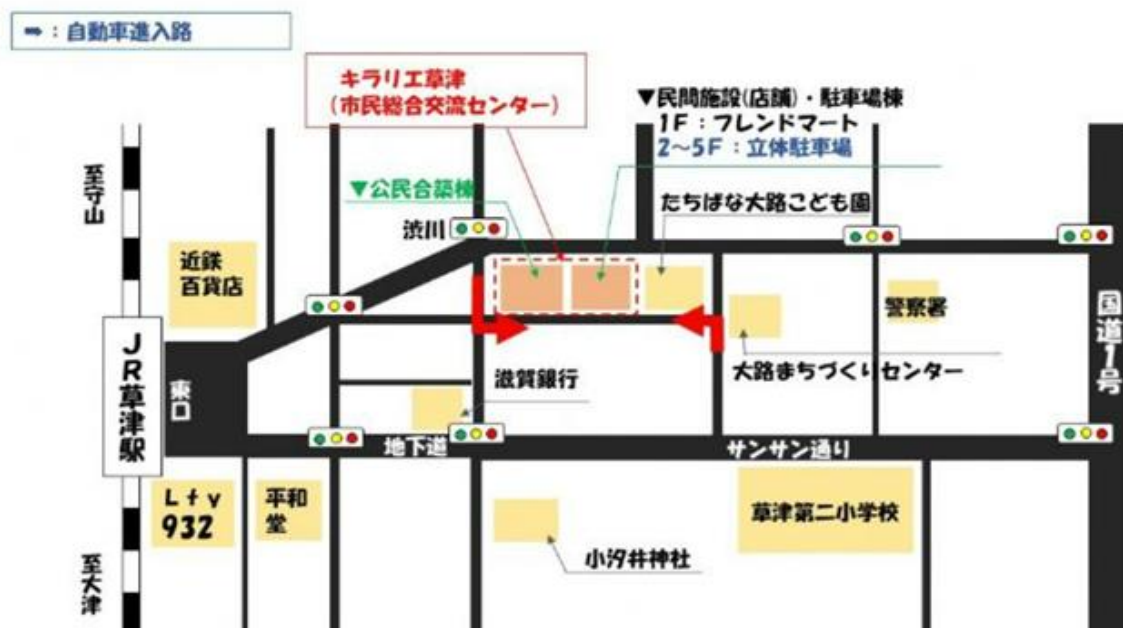 ➡：自動車進入路
キラリエ草津
(市民総合交流センター)
▼民間施設(店舗)・駐車場棟
1F：フレンドマート
2～5F：立体駐車場
至守山
▼公民合築棟
たちばな大路こども園
渋川
近鉄
百貨店
警察署
国道1号
JR草津駅
東口
滋賀銀行
大路まちづくりセンター
地下道
サンサン通り
Lty
932
平和
堂
草津第二小学校
小汐井神社
至大津